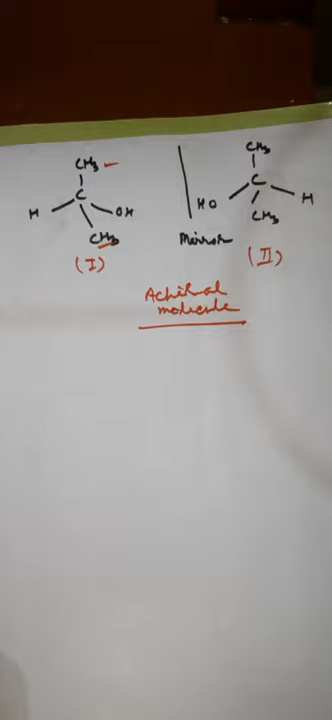 CH3
C
H
OH
CH3
(I)
Mirror
CH3
C
HO
H
CH3
(II)
Achiral
molecule